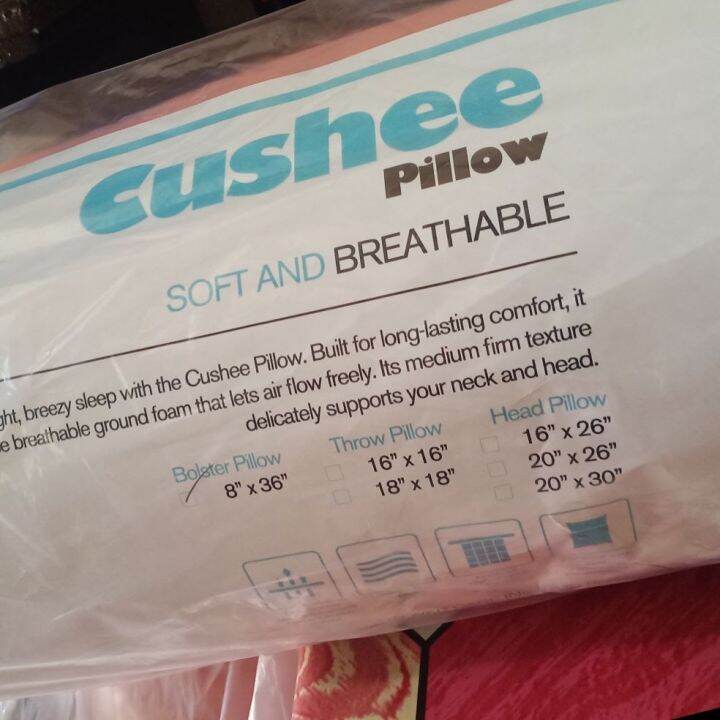 Cushee
Pillow
SOFT AND BREATHABLE
breezy sleep with the Cushee Pillow. Built for long-lasting comfort, it
breathable ground foam that lets air flow freely. Its medium firm texture
delicately supports your neck and head.
Bolster Pillow
8" x 36"
Throw Pillow
16" x 16"
18" x 18"
Head Pillow
16" x 26"
20" x 26"
20" x 30"